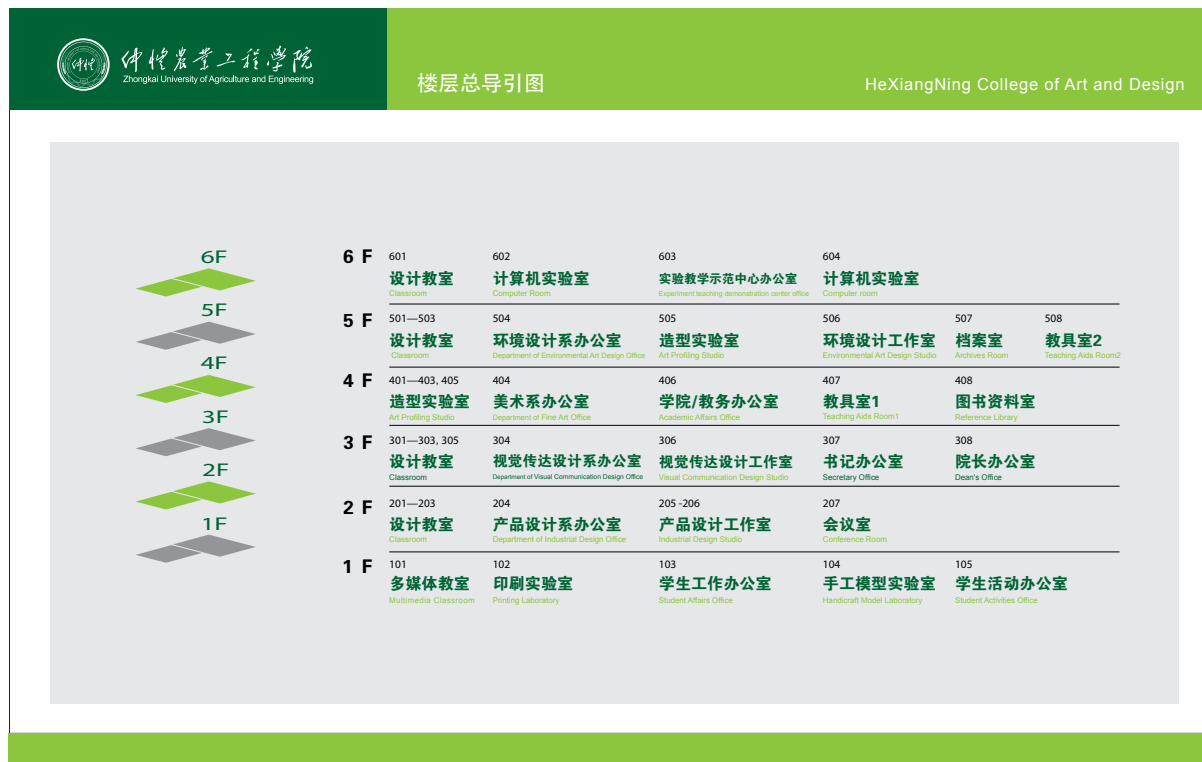 仲恺
仲恺農業工程學院
Zhongkai University of Agriculture and Engineering
楼层总导引图
HeXiangNing College of Art and Design
6F
5F
4F
3F
2F
1F
6 F
601 602 603 604
设计教室 计算机实验室 实验教学示范中心办公室 计算机实验室
Classroom Computer Room Experiment teaching demonstration center office Computer room
5 F
501—503 504 505 506 507 508
设计教室 环境设计系办公室 造型实验室 环境设计工作室 档案室 教具室2
Classroom Department of Environmental Art Design Office Art Profiling Studio Environmental Art Design Studio Archives Room Teaching Aids Room2
4 F
401—403, 405 404 406 407 408
造型实验室 美术系办公室 学院/教务办公室 教具室1 图书资料室
Art Profiling Studio Department of Fine Art Office Academic Affairs Office Teaching Aids Room1 Reference Library
3 F
301—303, 305 304 306 307 308
设计教室 视觉传达设计系办公室 视觉传达设计工作室 书记办公室 院长办公室
Classroom Department of Visual Communication Design Office Visual Communication Design Studio Secretary Office Dean's Office
2 F
201—203 204 205 -206 207
设计教室 产品设计系办公室 产品设计工作室 会议室
Classroom Department of Industrial Design Office Industrial Design Studio Conference Room
1 F
101 102 103 104 105
多媒体教室 印刷实验室 学生工作办公室 手工模型实验室 学生活动办公室
Multimedia Classroom Printing Laboratory Student Affairs Office Handicraft Model Laboratory Student Activities Office